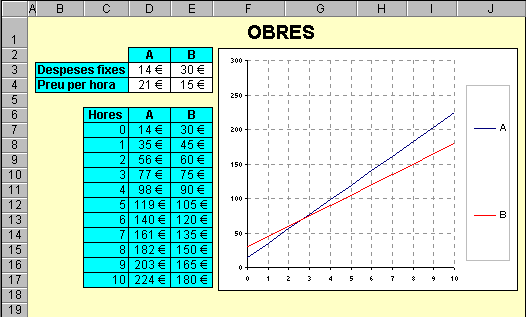 A B C D E F G H I J
1 OBRES
2 A B
3 Despeses fixes 14 € 30 €
4 Preu per hora 21 € 15 €
5
6 Hores A B
7 0 14 € 30 €
8 1 35 € 45 €
9 2 56 € 60 €
10 3 77 € 75 €
11 4 98 € 90 €
12 5 119 € 105 €
13 6 140 € 120 €
14 7 161 € 135 €
15 8 182 € 150 €
16 9 203 € 165 €
17 10 224 € 180 €
18
19
300
250
200
150
100
50
0
0 1 2 3 4 5 6 7 8 9 10
A
B